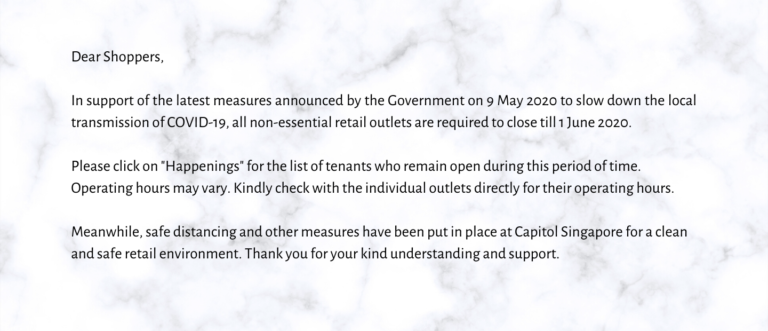 Dear Shoppers,
In support of the latest measures announced by the Government on 9 May 2020 to slow down the local
transmission of COVID-19, all non-essential retail outlets are required to close till 1 June 2020.
Please click on "Happenings" for the list of tenants who remain open during this period of time.
Operating hours may vary. Kindly check with the individual outlets directly for their operating hours.
Meanwhile, safe distancing and other measures have been put in place at Capitol Singapore for a clean
and safe retail environment. Thank you for your kind understanding and support.